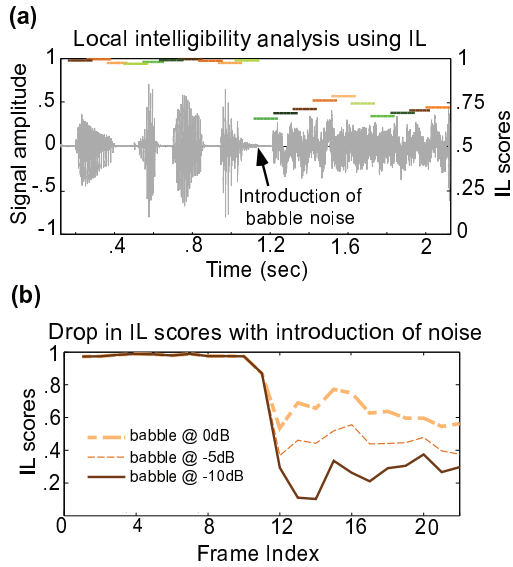 (a)
Local intelligibility analysis using IL
Signal amplitude
1
.5
0
-.5
-1
1
.75
.5
.25
0
IL scores
Introduction of
babble noise
.4
.8
1.2
1.6
2
Time (sec)
(b)
Drop in IL scores with introduction of noise
IL scores
1
.8
.6
.4
.2
babble @ 0dB
babble @ -5dB
babble @ -10dB
0
4
8
12
16
20
Frame Index